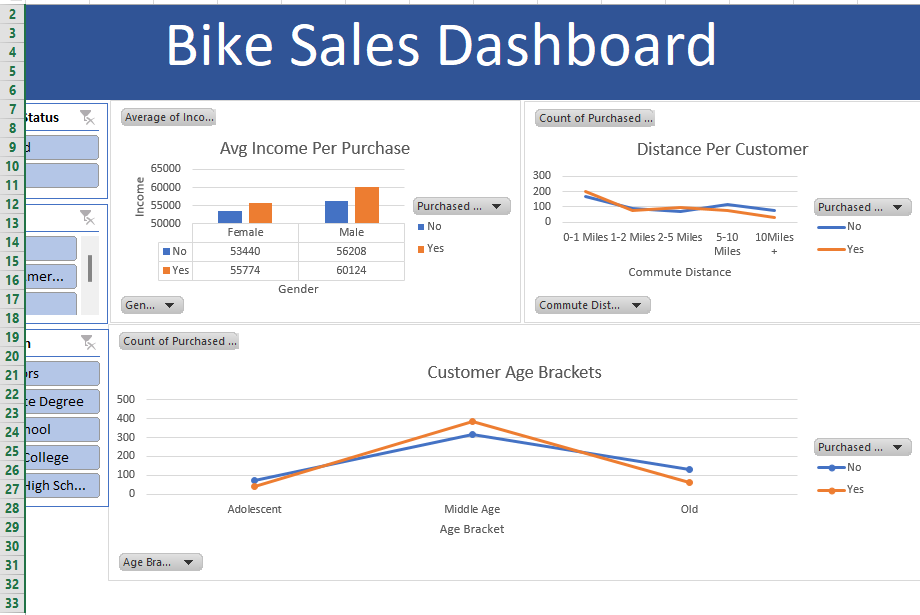 Bike Sales Dashboard
2
3
4
5
6
7
8
9
10
11
12
13
14
15
16
17
18
19
20
21
22
23
24
25
26
27
28
29
30
31
32
33
tatus
d
mer...
n
rs
e Degree
ool
College
High Sch...
Average of Inco...
Avg Income Per Purchase
65000
60000
55000
50000
Income
Female Male
No 53440 56208
Yes 55774 60124
Gender
Purchased ...
No
Yes
Gen...
Count of Purchased ...
Distance Per Customer
300
200
100
0
0-1 Miles 1-2 Miles 2-5 Miles 5-10 Miles 10Miles +
Commute Distance
Purchased ...
No
Yes
Commute Dist...
Count of Purchased ...
Customer Age Brackets
500
400
300
200
100
0
Adolescent Middle Age Old
Age Bracket
Purchased ...
No
Yes
Age Bra...